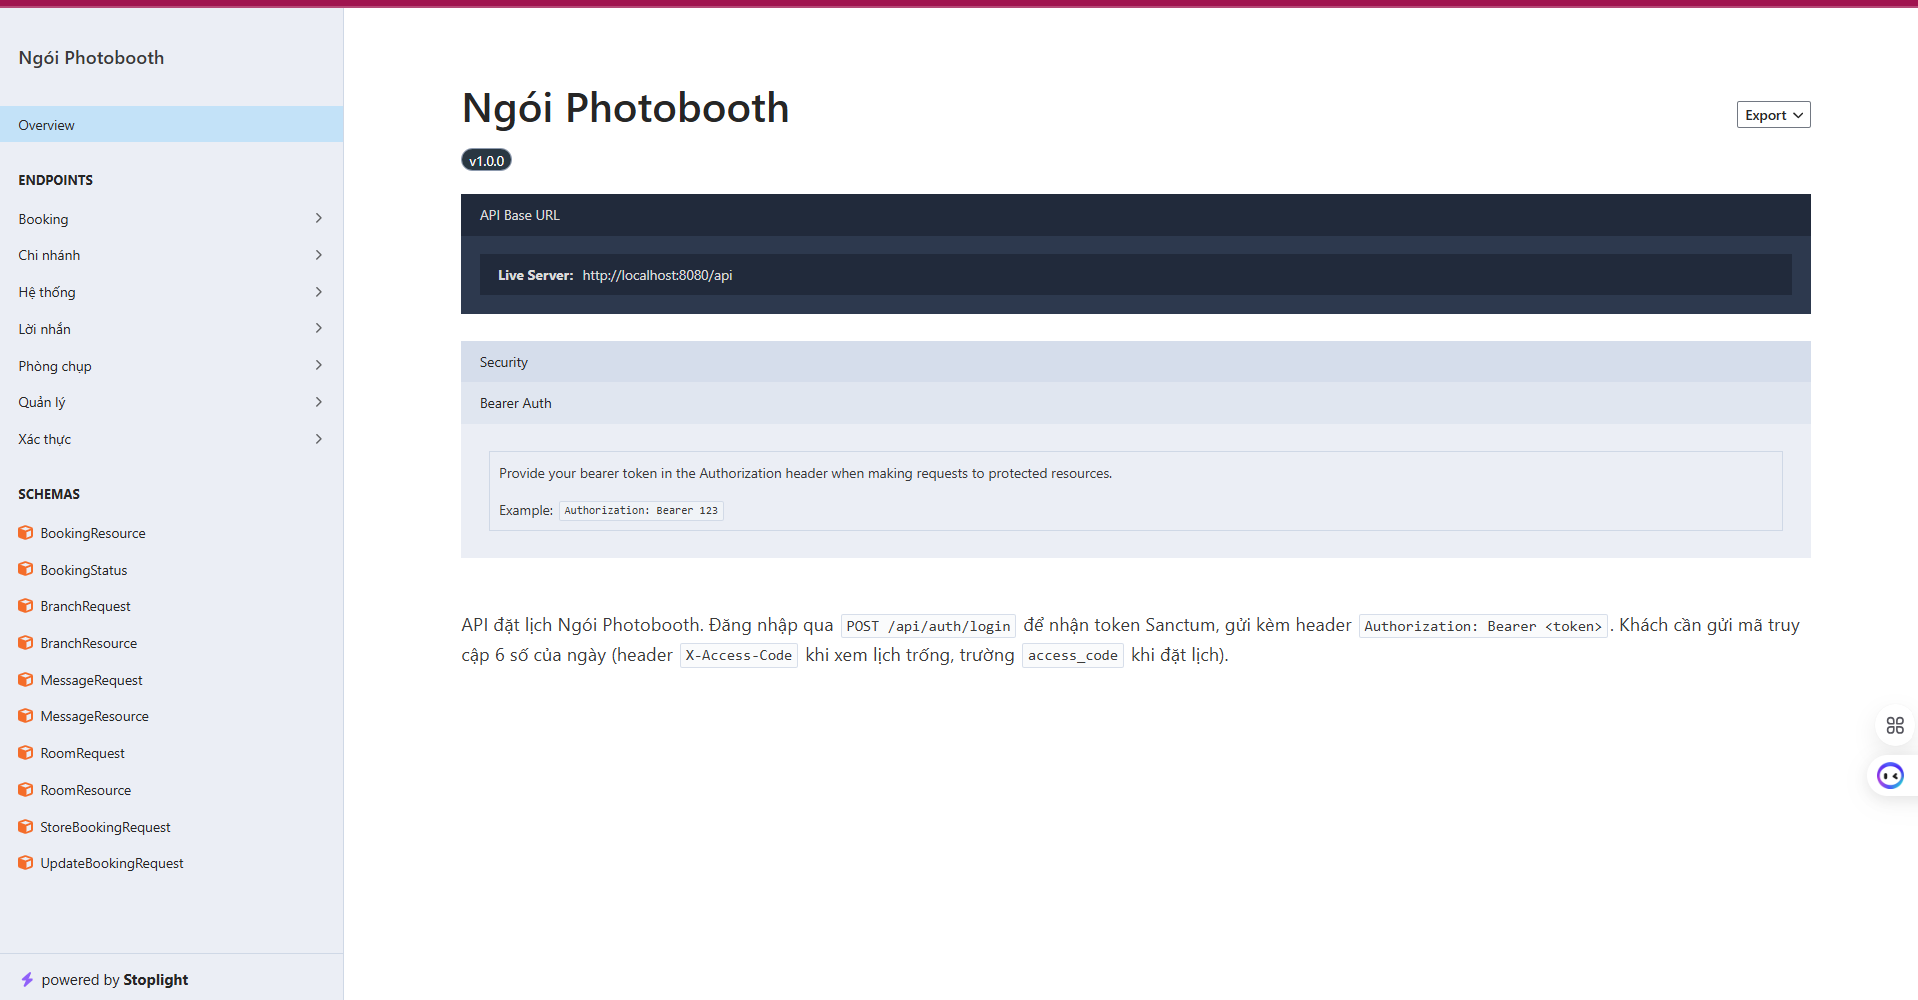 Ngói Photobooth
Overview
ENDPOINTS
Booking
Chi nhánh
Hệ thống
Lời nhắn
Phòng chụp
Quản lý
Xác thực
SCHEMAS
BookingResource
BookingStatus
BranchRequest
BranchResource
MessageRequest
MessageResource
RoomRequest
RoomResource
StoreBookingRequest
UpdateBookingRequest
powered by Stoplight
Ngói Photobooth
Export
v1.0.0
API Base URL
Live Server: http://localhost:8080/api
Security
Bearer Auth
Provide your bearer token in the Authorization header when making requests to protected resources.
Example: Authorization: Bearer 123
API đặt lịch Ngói Photobooth. Đăng nhập qua POST /api/auth/login để nhận token Sanctum, gửi kèm header Authorization: Bearer <token>. Khách cần gửi mã truy
cập 6 số của ngày (header X-Access-Code khi xem lịch trống, trường access_code khi đặt lịch).